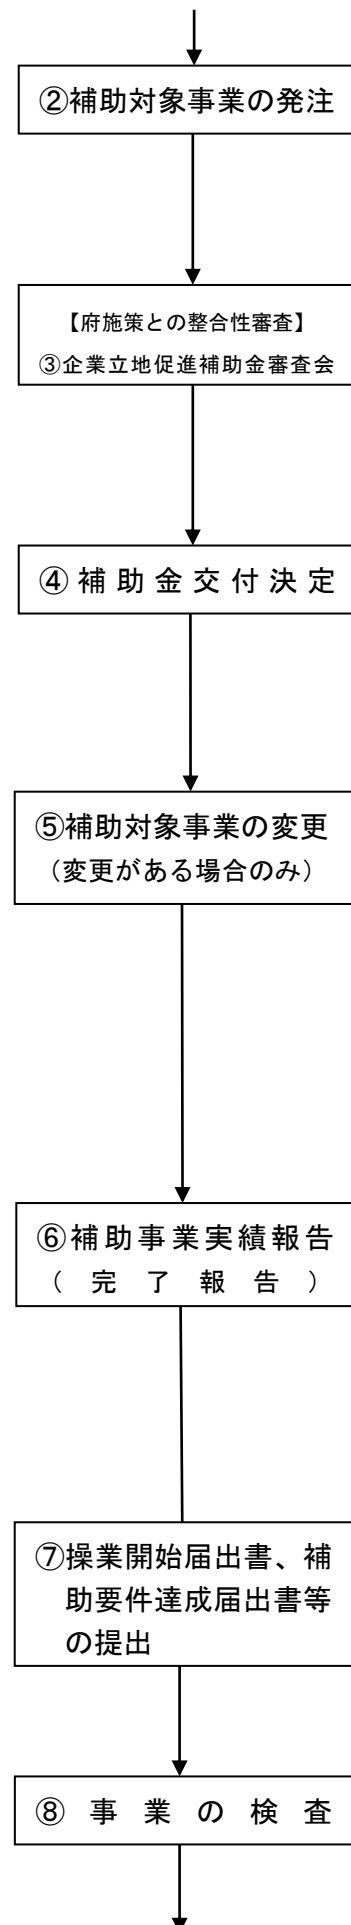 ②補助対象事業の発注
【府施策との整合性審査】
③企業立地促進補助金審査会
④補助金交付決定
⑤補助対象事業の変更
（変更がある場合のみ）
⑥補助事業実績報告
（完了報告）
⑦操業開始届出書、補
助要件達成届出書等
の提出
⑧事業の検査